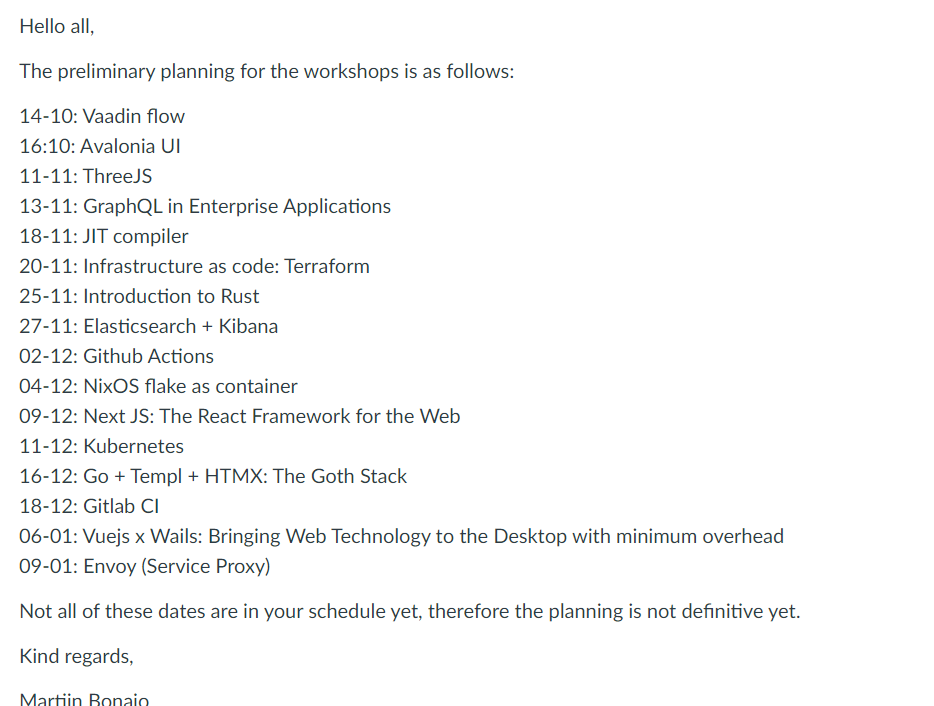 Hello all,
The preliminary planning for the workshops is as follows:
14-10: Vaadin flow
16:10: Avalonia UI
11-11: ThreeJS
13-11: GraphQL in Enterprise Applications
18-11: JIT compiler
20-11: Infrastructure as code: Terraform
25-11: Introduction to Rust
27-11: Elasticsearch + Kibana
02-12: Github Actions
04-12: NixOS flake as container
09-12: Next JS: The React Framework for the Web
11-12: Kubernetes
16-12: Go + Templ + HTMX: The Goth Stack
18-12: Gitlab CI
06-01: Vuejs x Wails: Bringing Web Technology to the Desktop with minimum overhead
09-01: Envoy (Service Proxy)
Not all of these dates are in your schedule yet, therefore the planning is not definitive yet.
Kind regards,
Martijn Bonajo